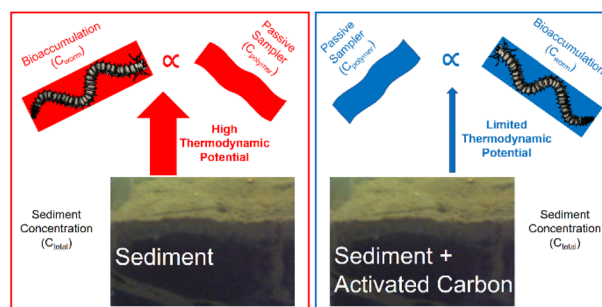 Bioaccumulation
(Cworm)
∝
Passive
Sampler
(Cpolymer)
High
Thermodynamic
Potential
Sediment
Concentration
(Ctotal)
Sediment
Passive
Sampler
(Cpolymer)
∝
Bioaccumulation
(Cworm)
Limited
Thermodynamic
Potential
Sediment +
Activated Carbon
Sediment
Concentration
(Ctotal)